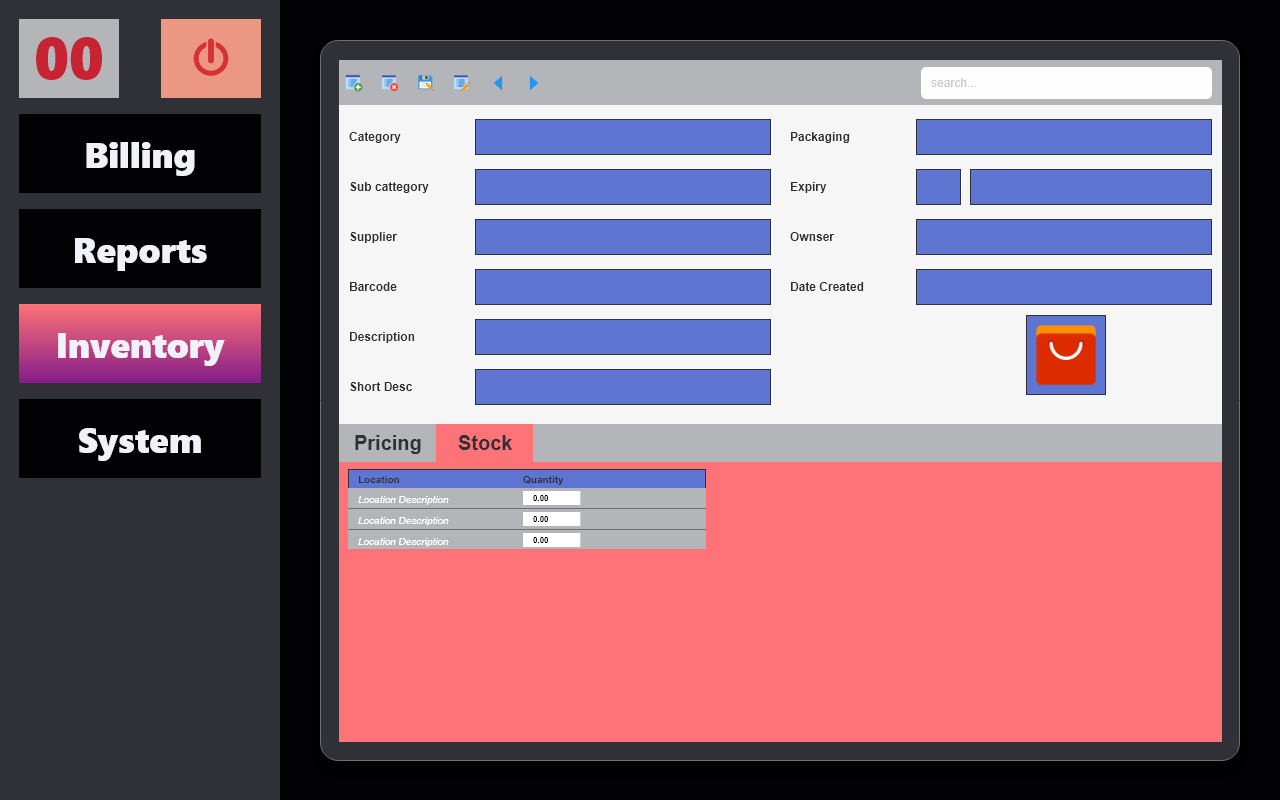 00
Billing
Reports
Inventory
System
search...
Category
Packaging
Sub cattegory
Expiry
Supplier
Ownser
Barcode
Date Created
Description
Short Desc
Pricing Stock
Location Quantity
Location Description 0.00
Location Description 0.00
Location Description 0.00